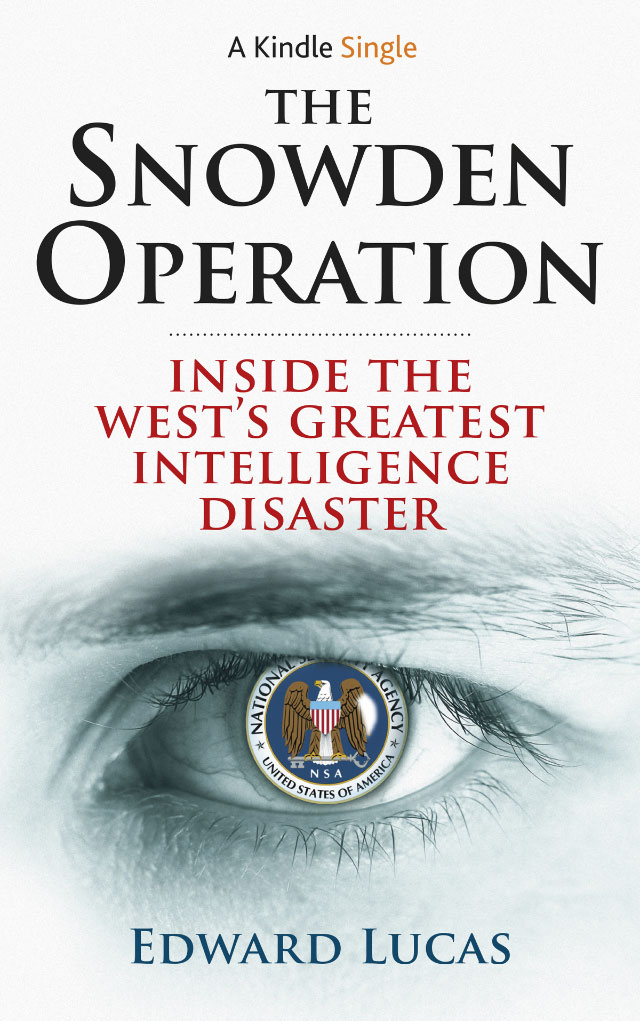 A Kindle Single
THE
SNOWDEN
OPERATION
INSIDE THE
WEST'S GREATEST
INTELLIGENCE
DISASTER
NATIONAL SECURITY AGENCY
NSA
UNITED STATES OF AMERICA
EDWARD LUCAS